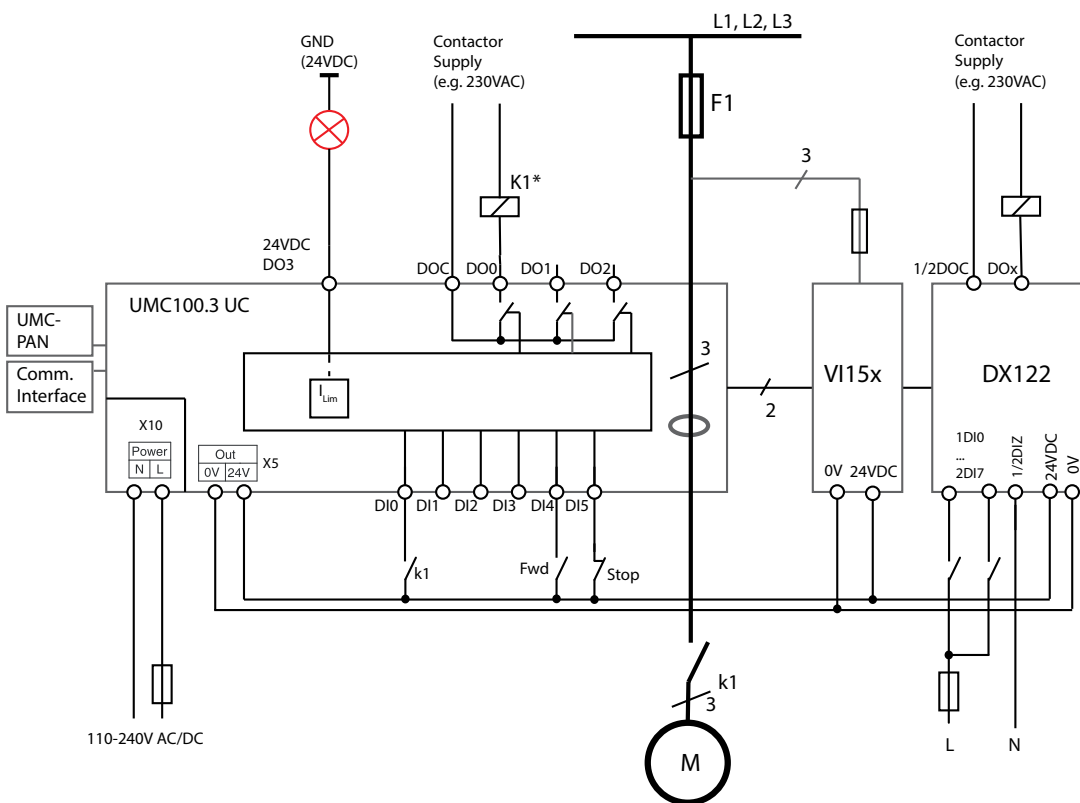 L1, L2, L3
GND
(24VDC)
Contactor
Supply
(e.g. 230VAC)
Contactor
Supply
(e.g. 230VAC)
F1
3
K1*
24VDC
DO3
DOC
DO0
DO1
DO2
1/2DOC
DOx
UMC100.3 UC
UMC-
PAN
Comm.
Interface
3
VI15x
DX122
ILim
2
X10
Power
N
L
Out
0V
24V
X5
0V
24VDC
1DI0
...
2DI7
1/2DIZ
24VDC
0V
DI0
DI1
DI2
DI3
DI4
DI5
k1
Fwd
Stop
k1
3
110-240V AC/DC
M
L
N